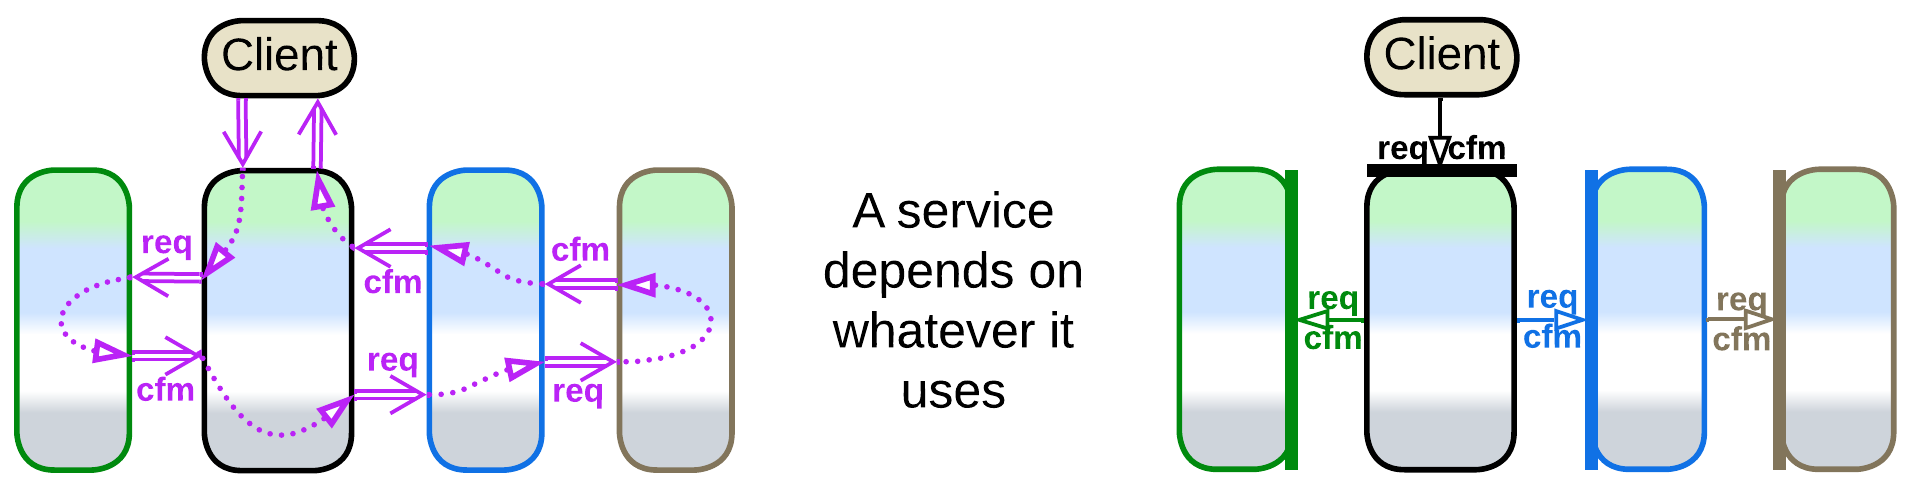 Client
req
cfm
cfm
cfm
req
cfm
req
A service
depends on
whatever it
uses
Client
req cfm
req
cfm
req
cfm
req
cfm